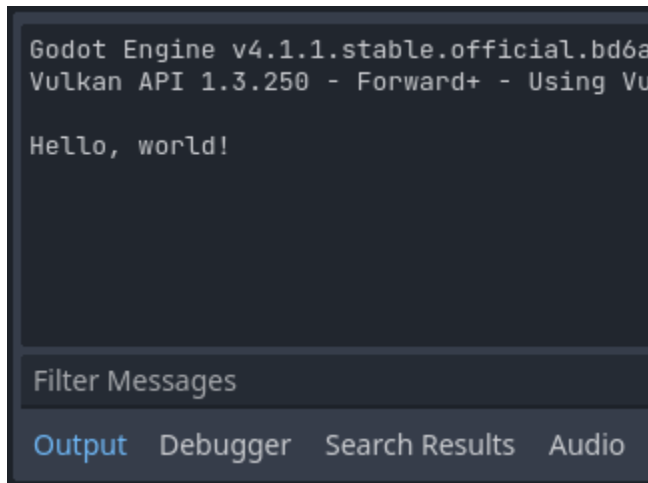 Godot Engine v4.1.1.stable.official.bd6a
Vulkan API 1.3.250 - Forward+ - Using Vu
Hello, world!
Filter Messages
Output Debugger Search Results Audio